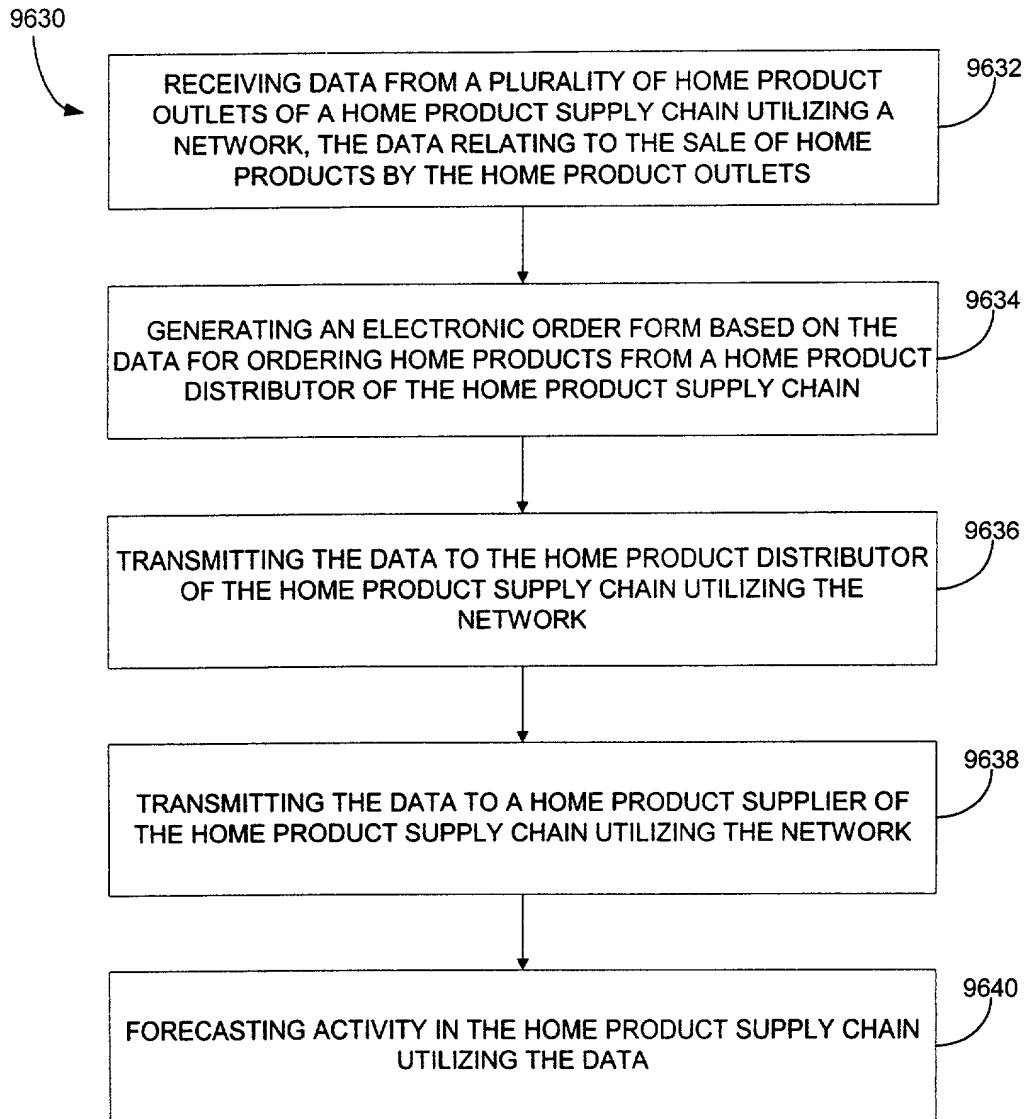 9630
RECEIVING DATA FROM A PLURALITY OF HOME PRODUCT
OUTLETS OF A HOME PRODUCT SUPPLY CHAIN UTILIZING A
NETWORK, THE DATA RELATING TO THE SALE OF HOME
PRODUCTS BY THE HOME PRODUCT OUTLETS
9632
GENERATING AN ELECTRONIC ORDER FORM BASED ON THE
DATA FOR ORDERING HOME PRODUCTS FROM A HOME PRODUCT
DISTRIBUTOR OF THE HOME PRODUCT SUPPLY CHAIN
9634
TRANSMITTING THE DATA TO THE HOME PRODUCT DISTRIBUTOR
OF THE HOME PRODUCT SUPPLY CHAIN UTILIZING THE
NETWORK
9636
TRANSMITTING THE DATA TO A HOME PRODUCT SUPPLIER OF
THE HOME PRODUCT SUPPLY CHAIN UTILIZING THE NETWORK
9638
FORECASTING ACTIVITY IN THE HOME PRODUCT SUPPLY CHAIN
UTILIZING THE DATA
9640